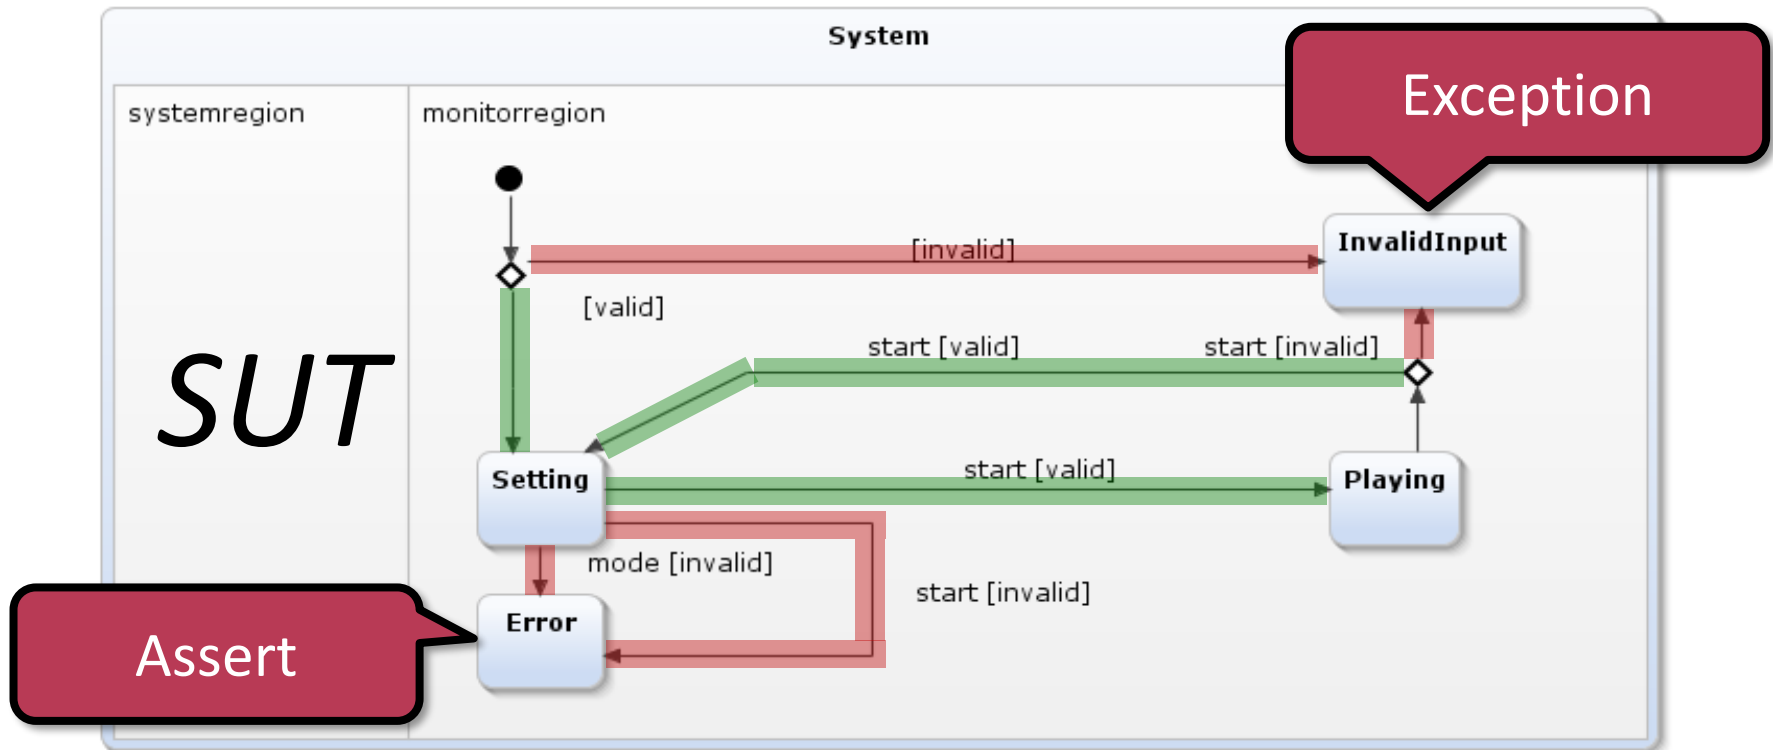 System
Exception
systemregion
monitorregion
InvalidInput
[invalid]
[valid]
start [valid]
start [invalid]
SUT
Setting
start [valid]
Playing
mode [invalid]
start [invalid]
Error
Assert